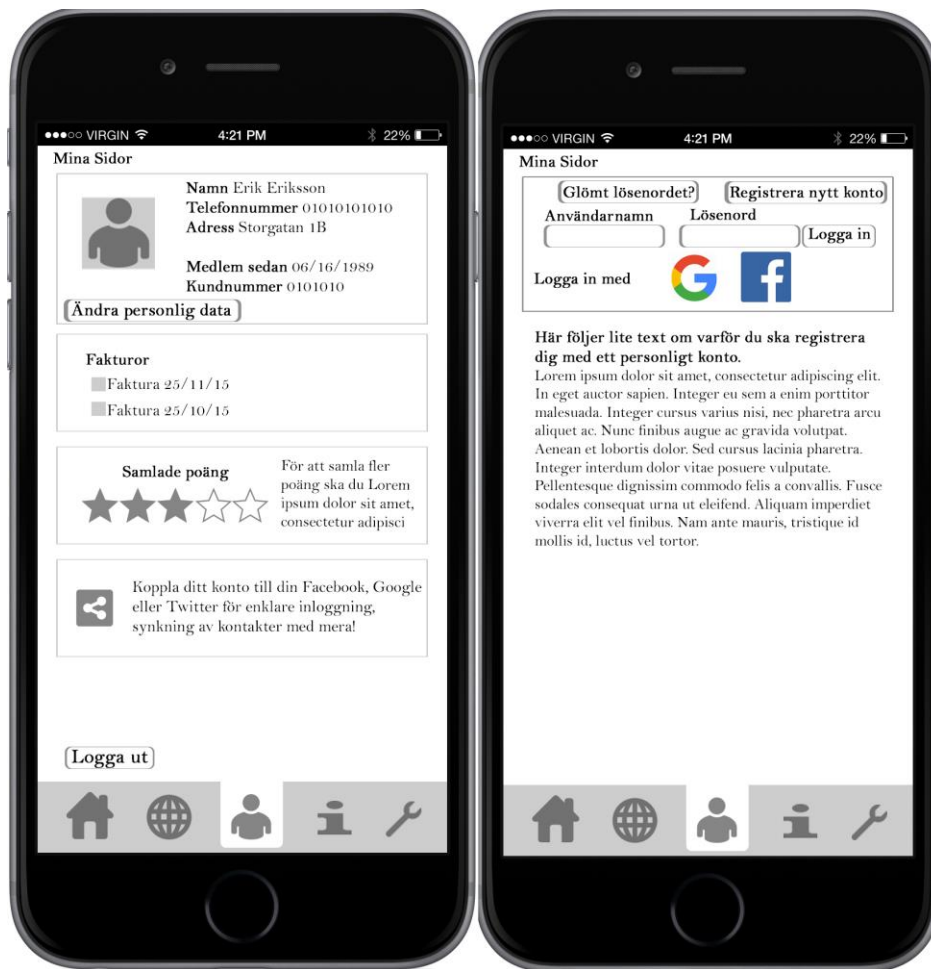 VIRGIN 4:21 PM 22%
Mina Sidor
Namn Erik Eriksson
Telefonnummer 01010101010
Adress Storgatan 1B
Medlem sedan 06/16/1989
Kundnummer 0101010
Ändra personlig data
Fakturor
Faktura 25/11/15
Faktura 25/10/15
Samlade poäng
För att samla fler
poäng ska du Lorem
ipsum dolor sit amet,
consectetur adipisci
Koppla ditt konto till din Facebook, Google
eller Twitter för enklare inloggning,
synkning av kontakter med mera!
Logga ut
VIRGIN 4:21 PM 22%
Mina Sidor
Glömt lösenordet? Registrera nytt konto
Användarnamn Lösenord
Logga in
Logga in med
Här följer lite text om varför du ska registrera
dig med ett personligt konto.
Lorem ipsum dolor sit amet, consectetur adipiscing elit.
In eget auctor sapien. Integer eu sem a enim porttitor
malesuada. Integer cursus varius nisi, nec pharetra arcu
aliquet ac. Nunc finibus augue ac gravida volutpat.
Aenean et lobortis dolor. Sed cursus lacinia pharetra.
Integer interdum dolor vitae posuere vulputate.
Pellentesque dignissim commodo felis a convallis. Fusce
sodales consequat urna ut eleifend. Aliquam imperdiet
viverra elit vel finibus. Nam ante mauris, tristique id
mollis id, luctus vel tortor.